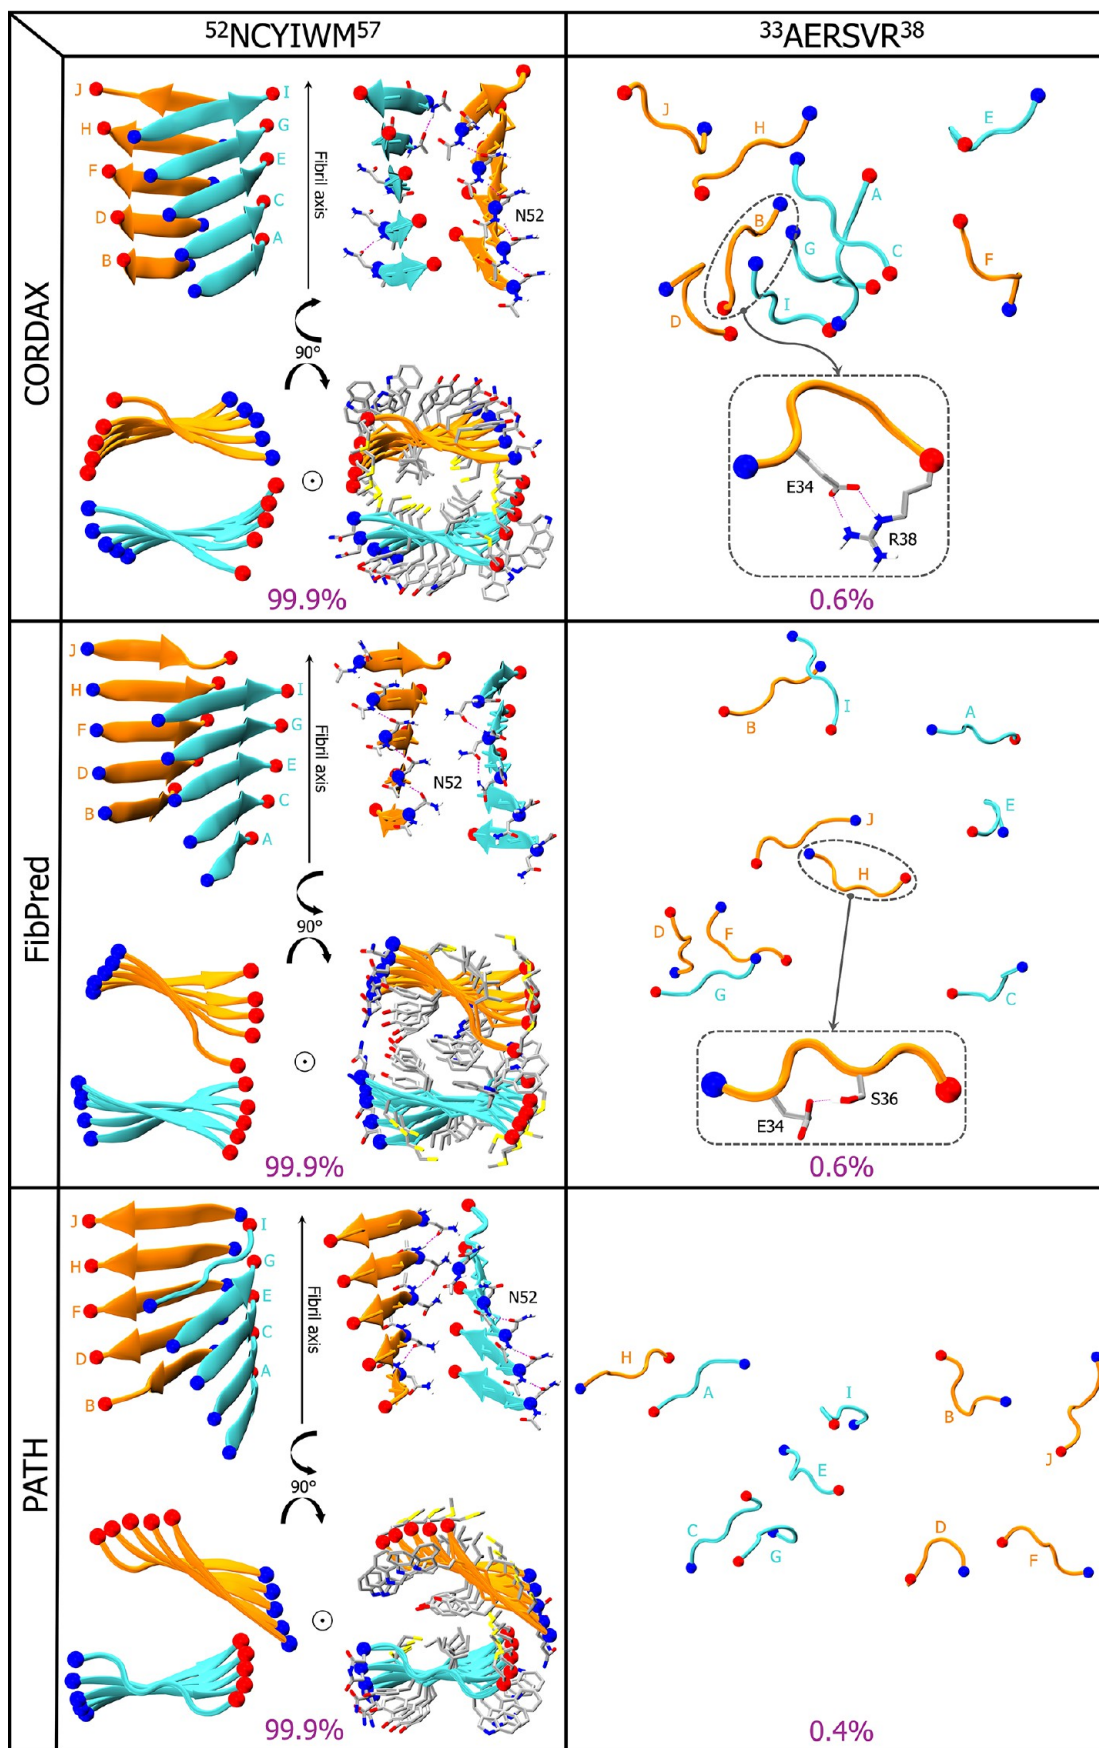 ⁵²NCYIWM⁵⁷ ³³AERSVR³⁸
CORDAX
J I
H G
F E
D C
B A
Fibril axis
N52
90°
99.9%
J H E
A
B G C F
D I
E34
R38
0.6%
FibPred
J
H I
F G
D E
B C
A
Fibril axis
N52
90°
99.9%
B I A
E
J
H
D F
G C
E34 S36
0.6%
PATH
J I
H G
F E
D C
B A
Fibril axis
N52
90°
99.9%
H A I B J
E
C G D F
0.4%